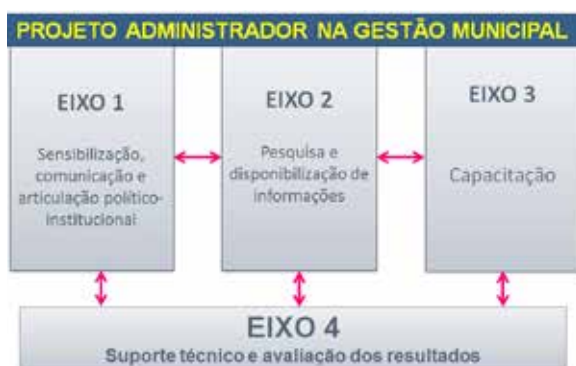 PROJETO ADMINISTRADOR NA GESTÃO MUNICIPAL
EIXO 1
Sensibilização,
comunicação e
articulação político-
institucional
EIXO 2
Pesquisa e
disponibilização de
informações
EIXO 3
Capacitação
EIXO 4
Suporte técnico e avaliação dos resultados